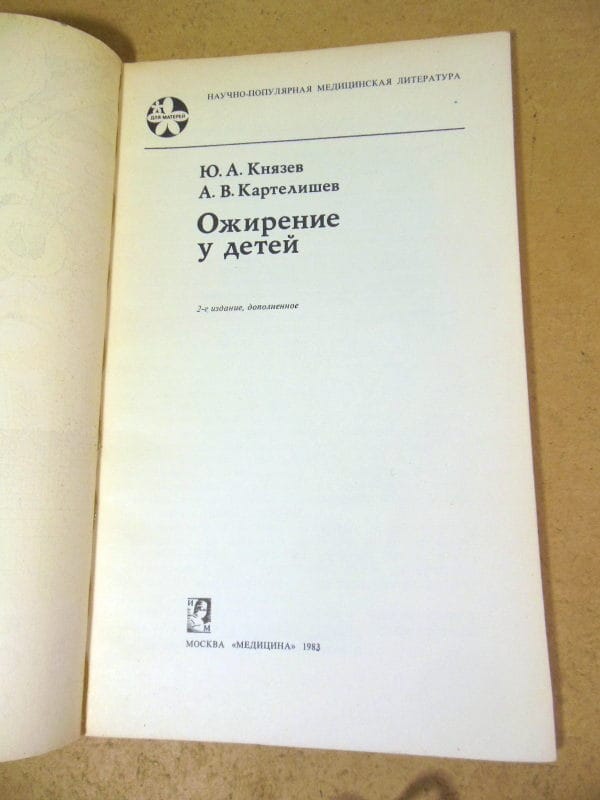 НАУЧНО-ПОПУЛЯРНАЯ МЕДИЦИНСКАЯ ЛИТЕРАТУРА
ДЛЯ МАТЕРЕЙ
Ю. А. Князев
А. В. Картелишев
Ожирение
у детей
2-е издание, дополненное
И
М
МОСКВА «МЕДИЦИНА» 1983